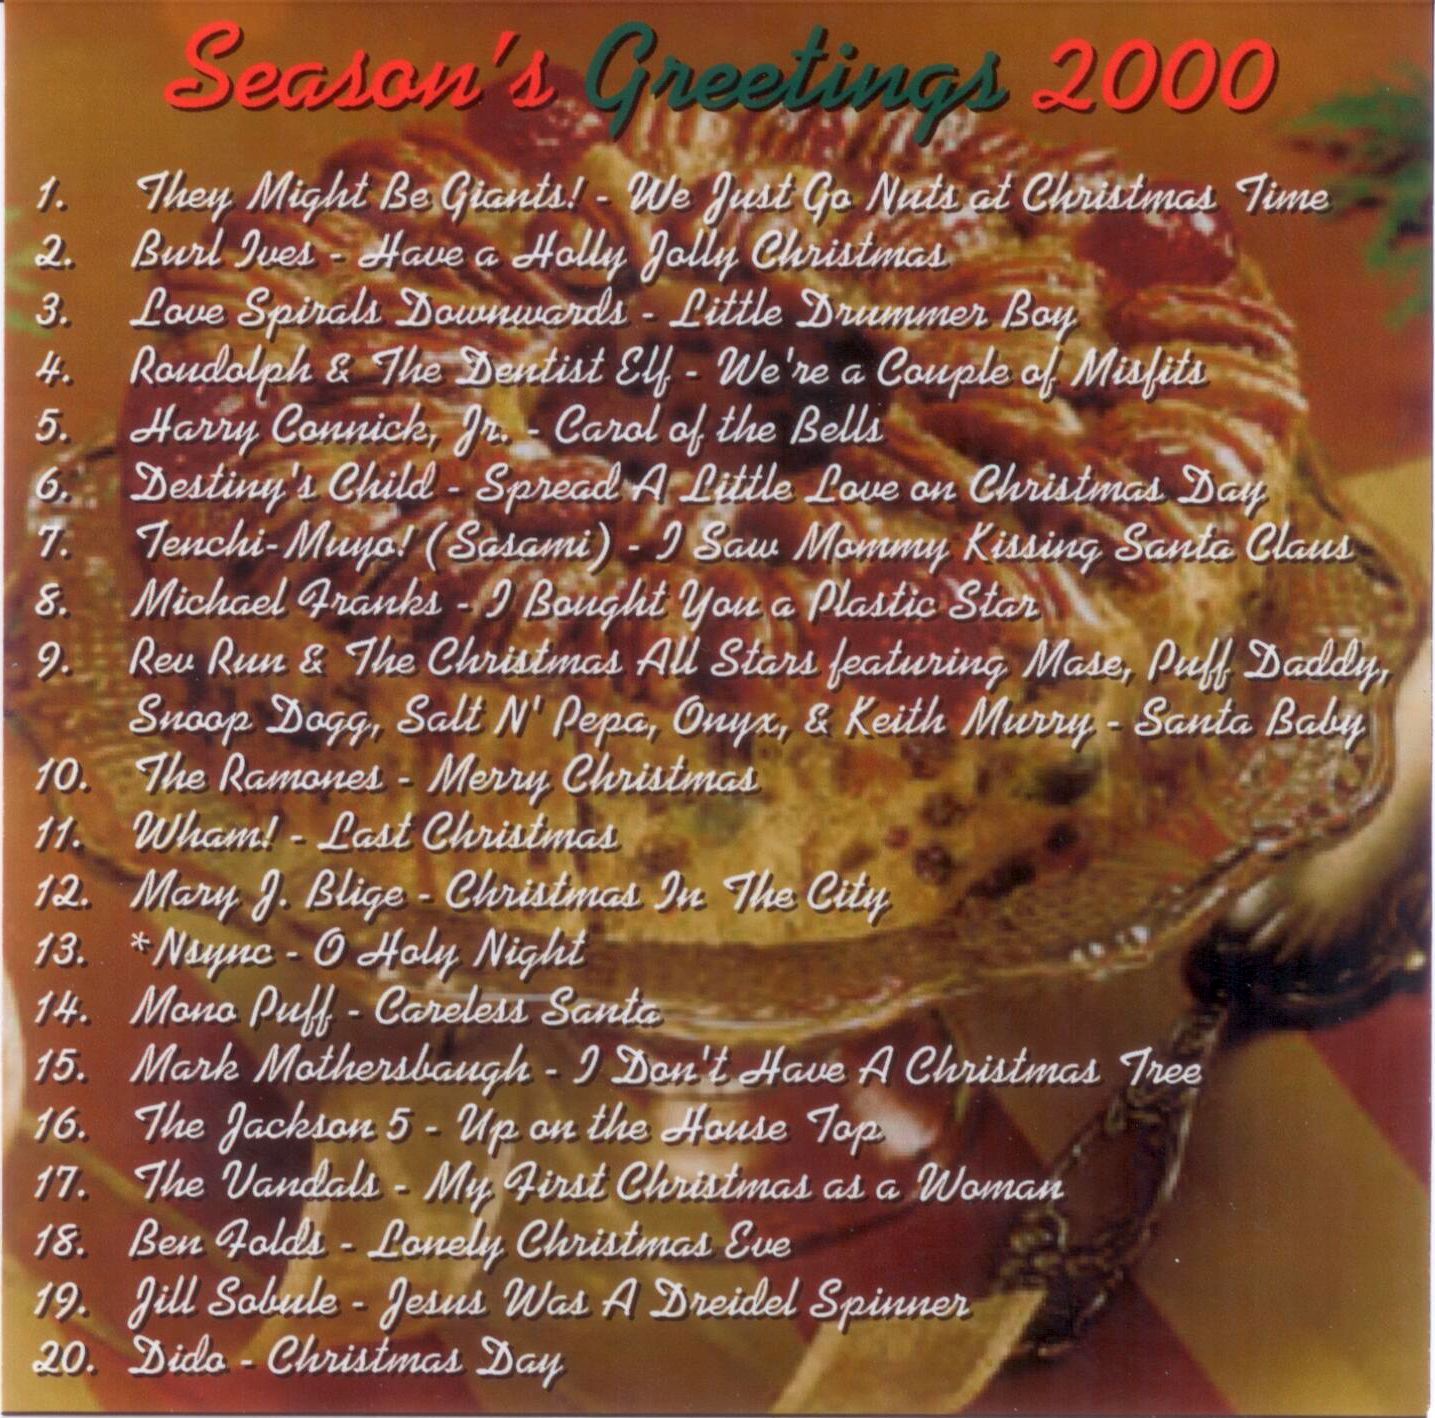 Season's Greetings 2000
1. They Might Be Giants! - We Just Go Nuts at Christmas Time
2. Burl Ives - Have a Holly Jolly Christmas
3. Love Spirals Downwards - Little Drummer Boy
4. Roudolph & The Dentist Elf - We're a Couple of Misfits
5. Harry Connick, Jr. - Carol of the Bells
6. Destiny's Child - Spread A Little Love on Christmas Day
7. Tenchi-Muyo! (Sasami) - I Saw Mommy Kissing Santa Claus
8. Michael Franks - I Bought You a Plastic Star
9. Rev Run & The Christmas All Stars featuring Mase, Puff Daddy,
Snoop Dogg, Salt N' Pepa, Onyx, & Keith Murry - Santa Baby
10. The Ramones - Merry Christmas
11. Wham! - Last Christmas
12. Mary J. Blige - Christmas In The City
13. *Nsync - O Holy Night
14. Mono Puff - Careless Santa
15. Mark Mothersbaugh - I Don't Have A Christmas Tree
16. The Jackson 5 - Up on the House Top
17. The Vandals - My First Christmas as a Woman
18. Ben Folds - Lonely Christmas Eve
19. Jill Sobule - Jesus Was A Dreidel Spinner
20. Dido - Christmas Day